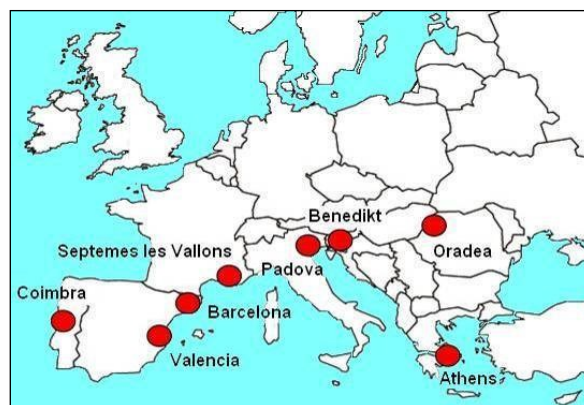 Benedikt
Septemes les Vallons
Padova
Oradea
Coimbra
Barcelona
Valencia
Athens